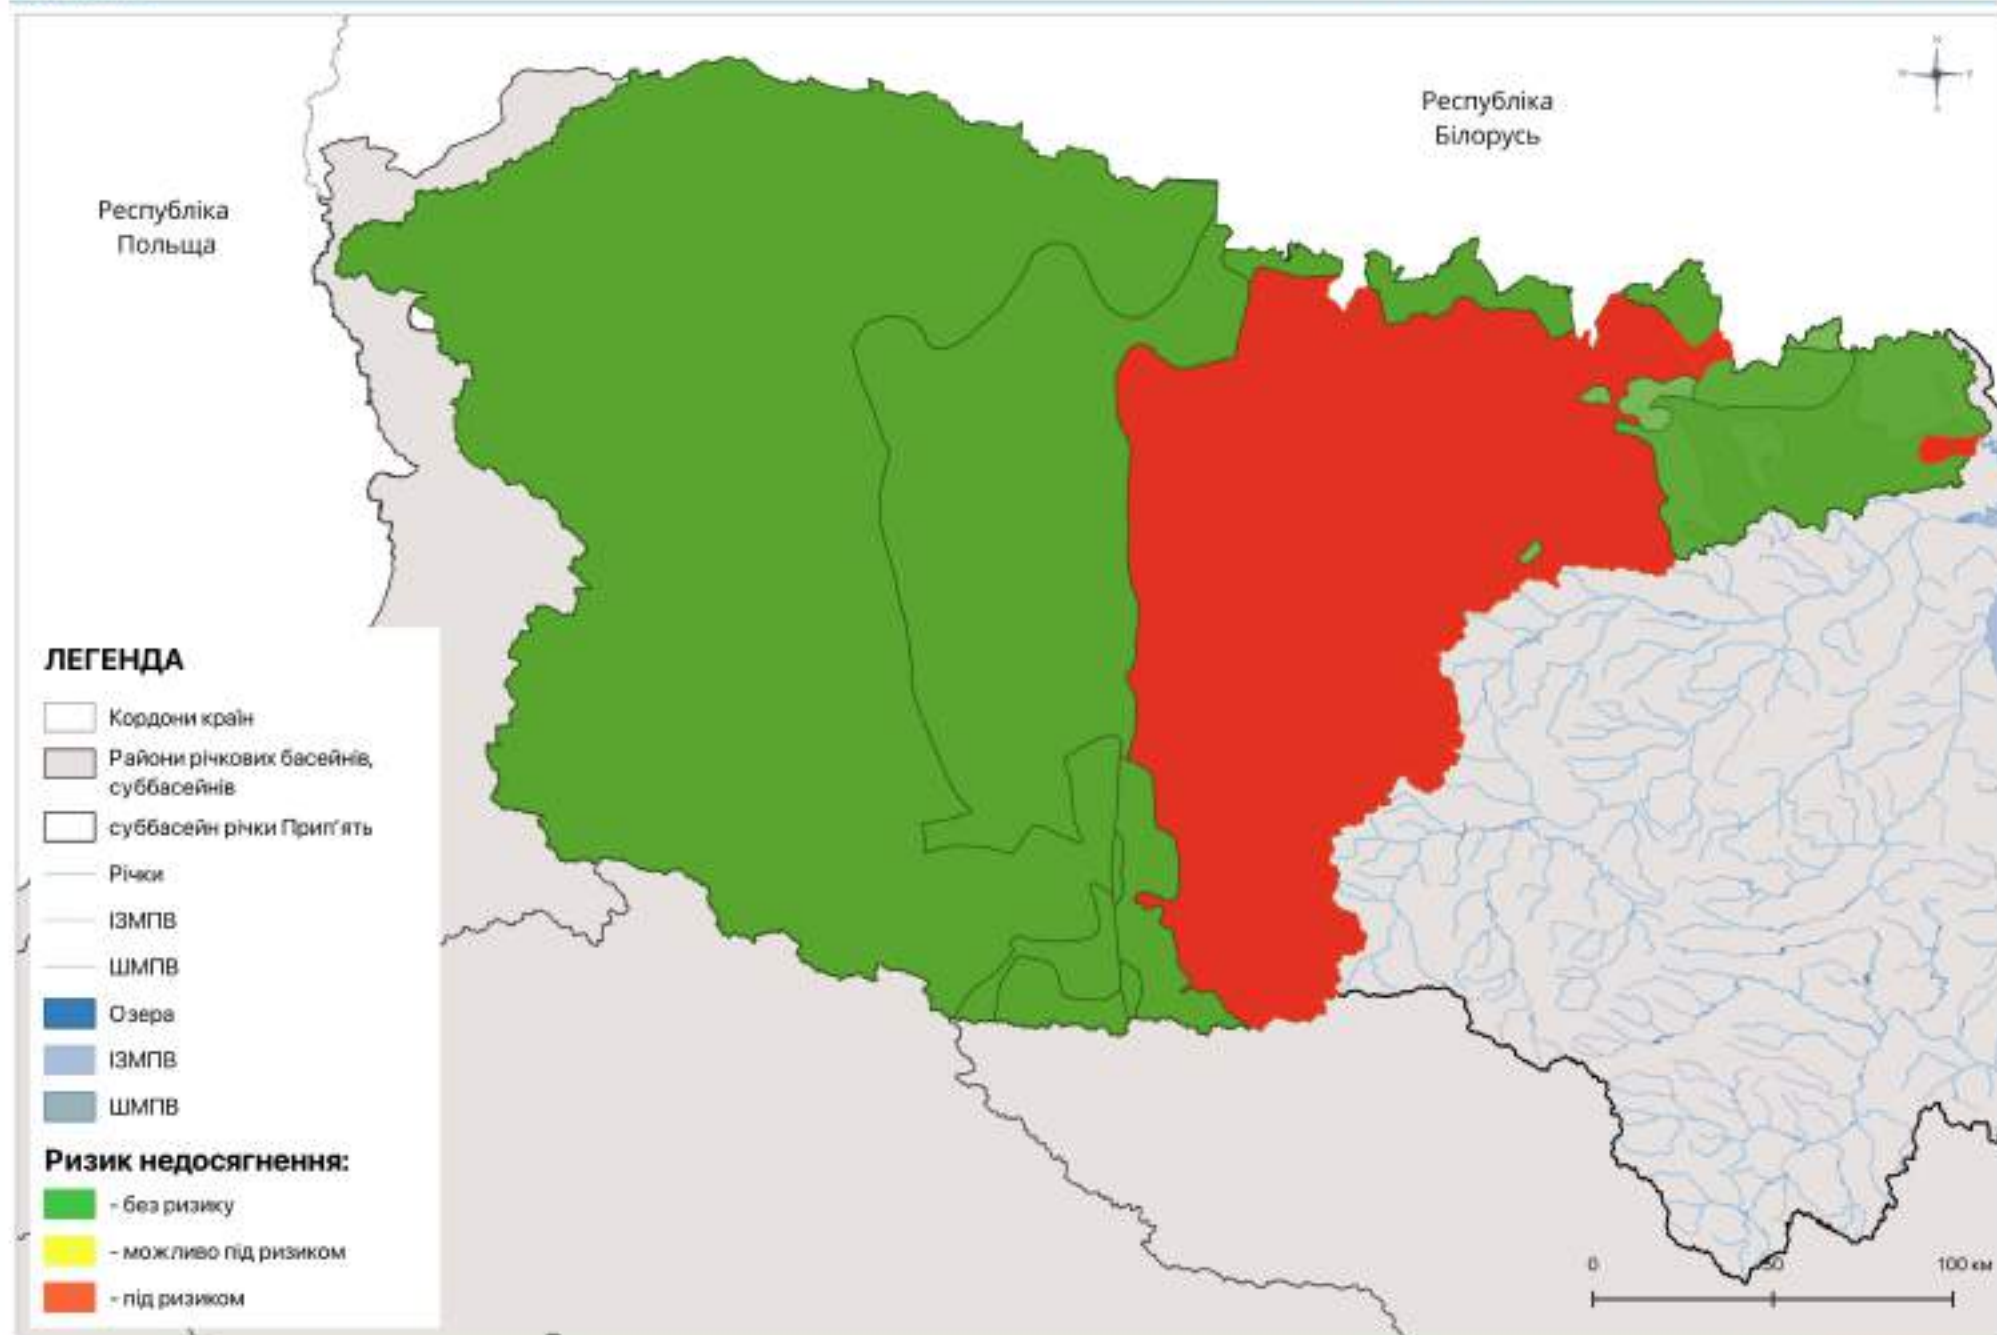 Республіка
Білорусь
Республіка
Польща
ЛЕГЕНДА
Кордони країн
Райони річкових басейнів,
суббасейнів
суббасейн річки Прип'ять
Річки
ІЗМПВ
ШМПВ
Озера
ІЗМПВ
ШМПВ
Ризик недосягнення:
- без ризику
- можливо під ризиком
- під ризиком
0 50 100 км